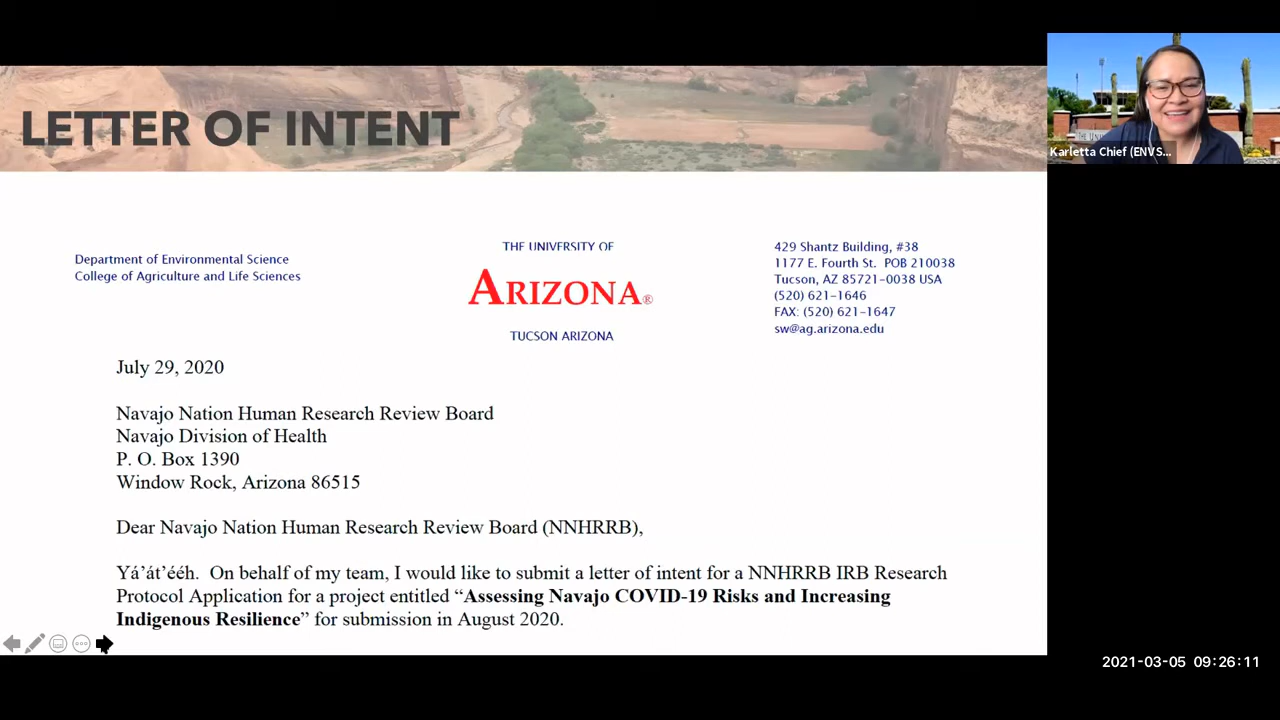 LETTER OF INTENT
Karletta Chief (ENVS...
Department of Environmental Science
College of Agriculture and Life Sciences
THE UNIVERSITY OF
ARIZONA®
TUCSON ARIZONA
429 Shantz Building, #38
1177 E. Fourth St. POB 210038
Tucson, AZ 85721-0038 USA
(520) 621-1646
FAX: (520) 621-1647
sw@ag.arizona.edu
July 29, 2020
Navajo Nation Human Research Review Board
Navajo Division of Health
P. O. Box 1390
Window Rock, Arizona 86515
Dear Navajo Nation Human Research Review Board (NNHRRB),
Yá’át’ééh. On behalf of my team, I would like to submit a letter of intent for a NNHRRB IRB Research
Protocol Application for a project entitled “Assessing Navajo COVID-19 Risks and Increasing
Indigenous Resilience” for submission in August 2020.
2021-03-05 09:26:11